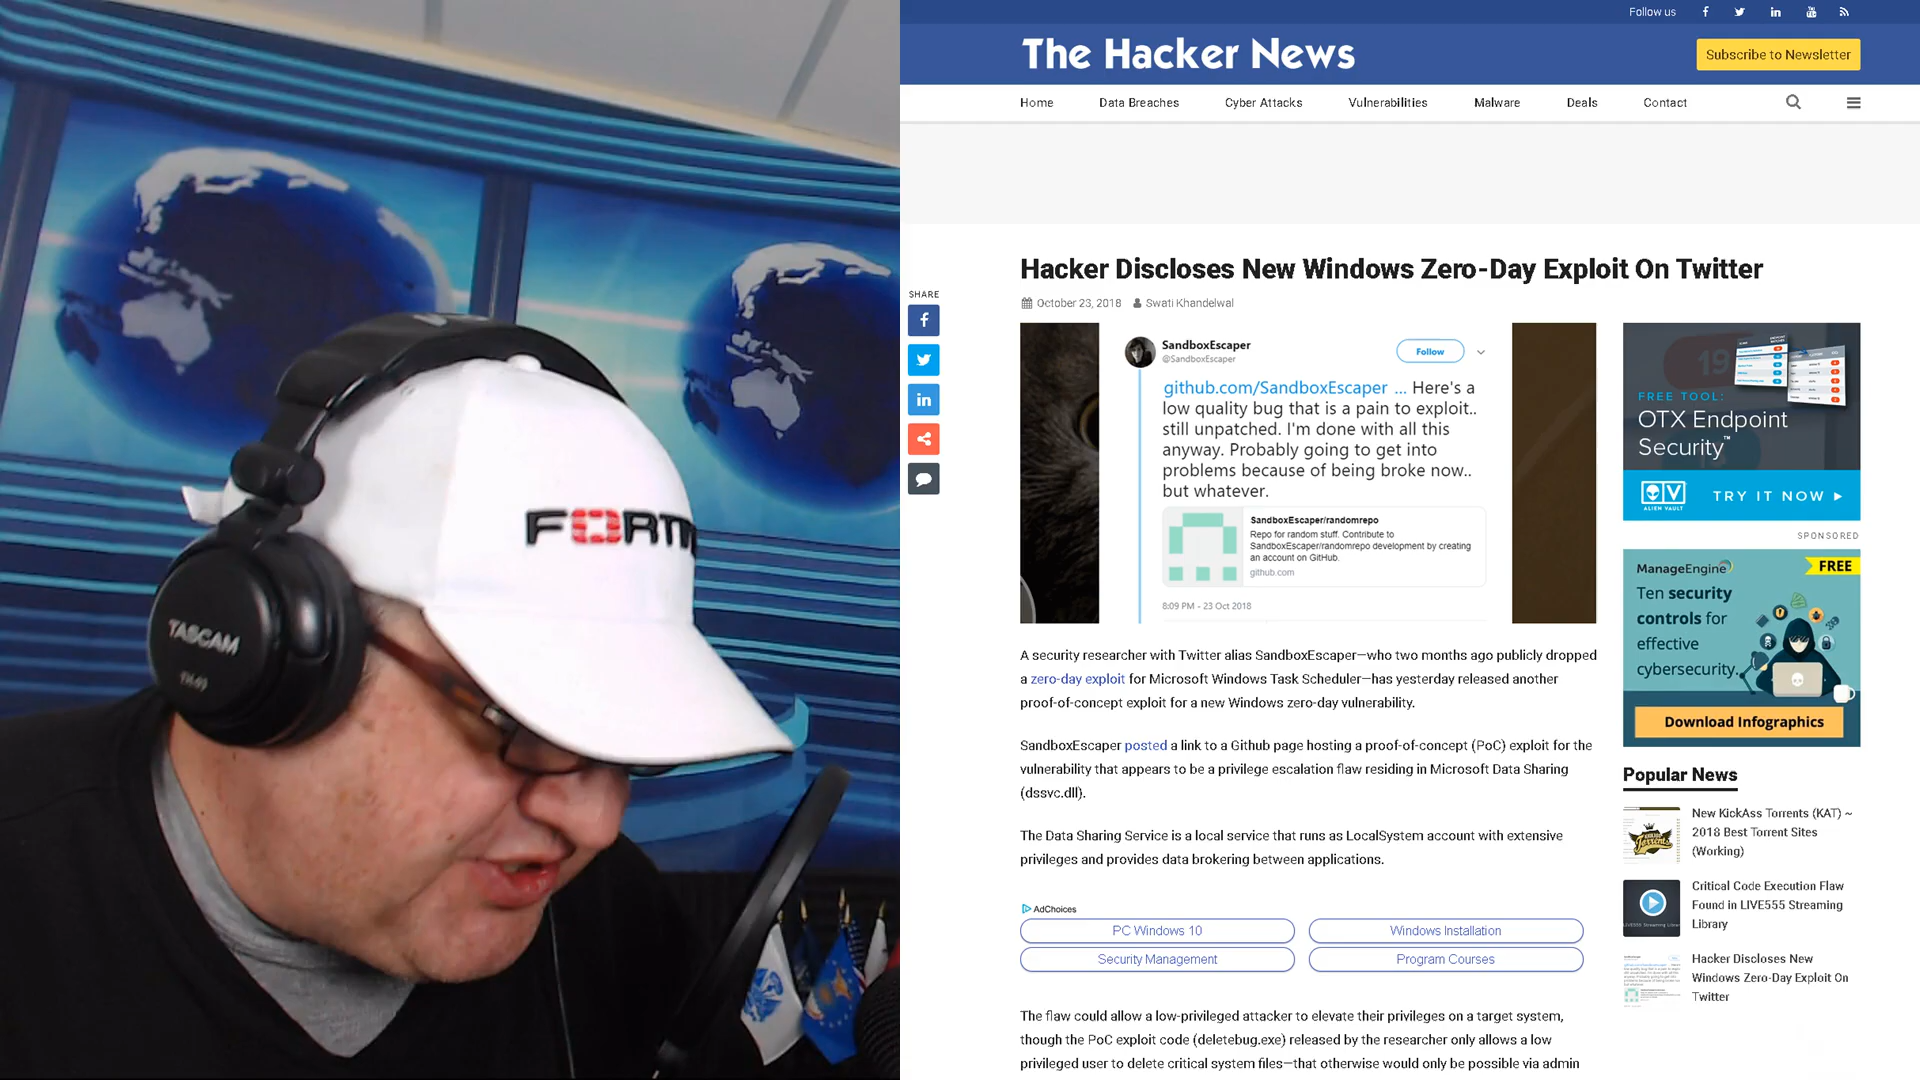 Follow us
The Hacker News
Subscribe to Newsletter
Home Data Breaches Cyber Attacks Vulnerabilities Malware Deals Contact
Hacker Discloses New Windows Zero-Day Exploit On Twitter
October 23, 2018 Swati Khandelwal
SHARE
SandboxEscaper
@SandboxEscaper
Follow
github.com/SandboxEscaper ... Here's a
low quality bug that is a pain to exploit..
still unpatched. I'm done with all this
anyway. Probably going to get into
problems because of being broke now..
but whatever.
SandboxEscaper/randomrepo
Repo for random stuff. Contribute to
SandboxEscaper/randomrepo development by creating
an account on GitHub.
github.com
8:09 PM - 23 Oct 2018
A security researcher with Twitter alias SandboxEscaper—who two months ago publicly dropped
a zero-day exploit for Microsoft Windows Task Scheduler—has yesterday released another
proof-of-concept exploit for a new Windows zero-day vulnerability.
SandboxEscaper posted a link to a Github page hosting a proof-of-concept (PoC) exploit for the
vulnerability that appears to be a privilege escalation flaw residing in Microsoft Data Sharing
(dssvc.dll).
The Data Sharing Service is a local service that runs as LocalSystem account with extensive
privileges and provides data brokering between applications.
AdChoices
PC Windows 10
Windows Installation
Security Management
Program Courses
The flaw could allow a low-privileged attacker to elevate their privileges on a target system,
though the PoC exploit code (deletebug.exe) released by the researcher only allows a low
privileged user to delete critical system files—that otherwise would only be possible via admin
FREE TOOL:
OTX Endpoint
Security™
ALIEN VAULT
TRY IT NOW
SPONSORED
ManageEngine
FREE
Ten security
controls for
effective
cybersecurity.
Download Infographics
Popular News
New KickAss Torrents (KAT) ~
2018 Best Torrent Sites
(Working)
Critical Code Execution Flaw
Found in LIVE555 Streaming
Library
Hacker Discloses New
Windows Zero-Day Exploit On
Twitter
FORTI
TASCAM